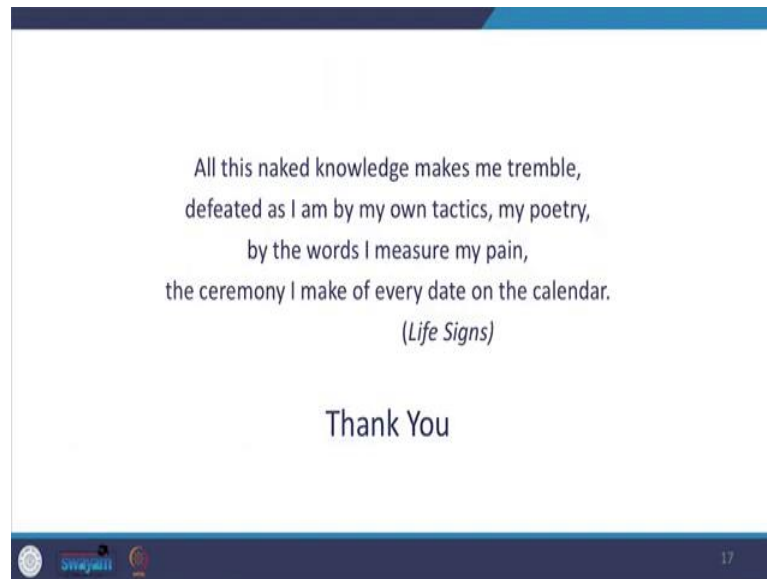 All this naked knowledge makes me tremble,
defeated as I am by my own tactics, my poetry,
by the words I measure my pain,
the ceremony I make of every date on the calendar.
(Life Signs)
Thank You
swayam
17